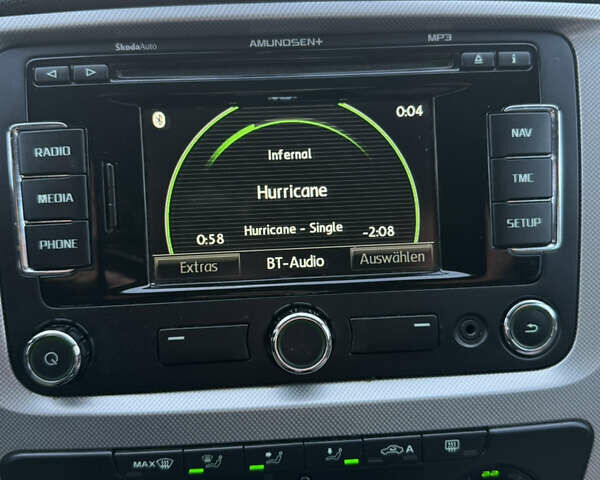 ŠkodaAuto
AMUNDSEN+
MP3
i
RADIO
MEDIA
PHONE
0:04
Infernal
Hurricane
Hurricane - Single
0:58
-2:08
Extras
BT-Audio
Auswählen
NAV
TMC
SETUP
MAX
A